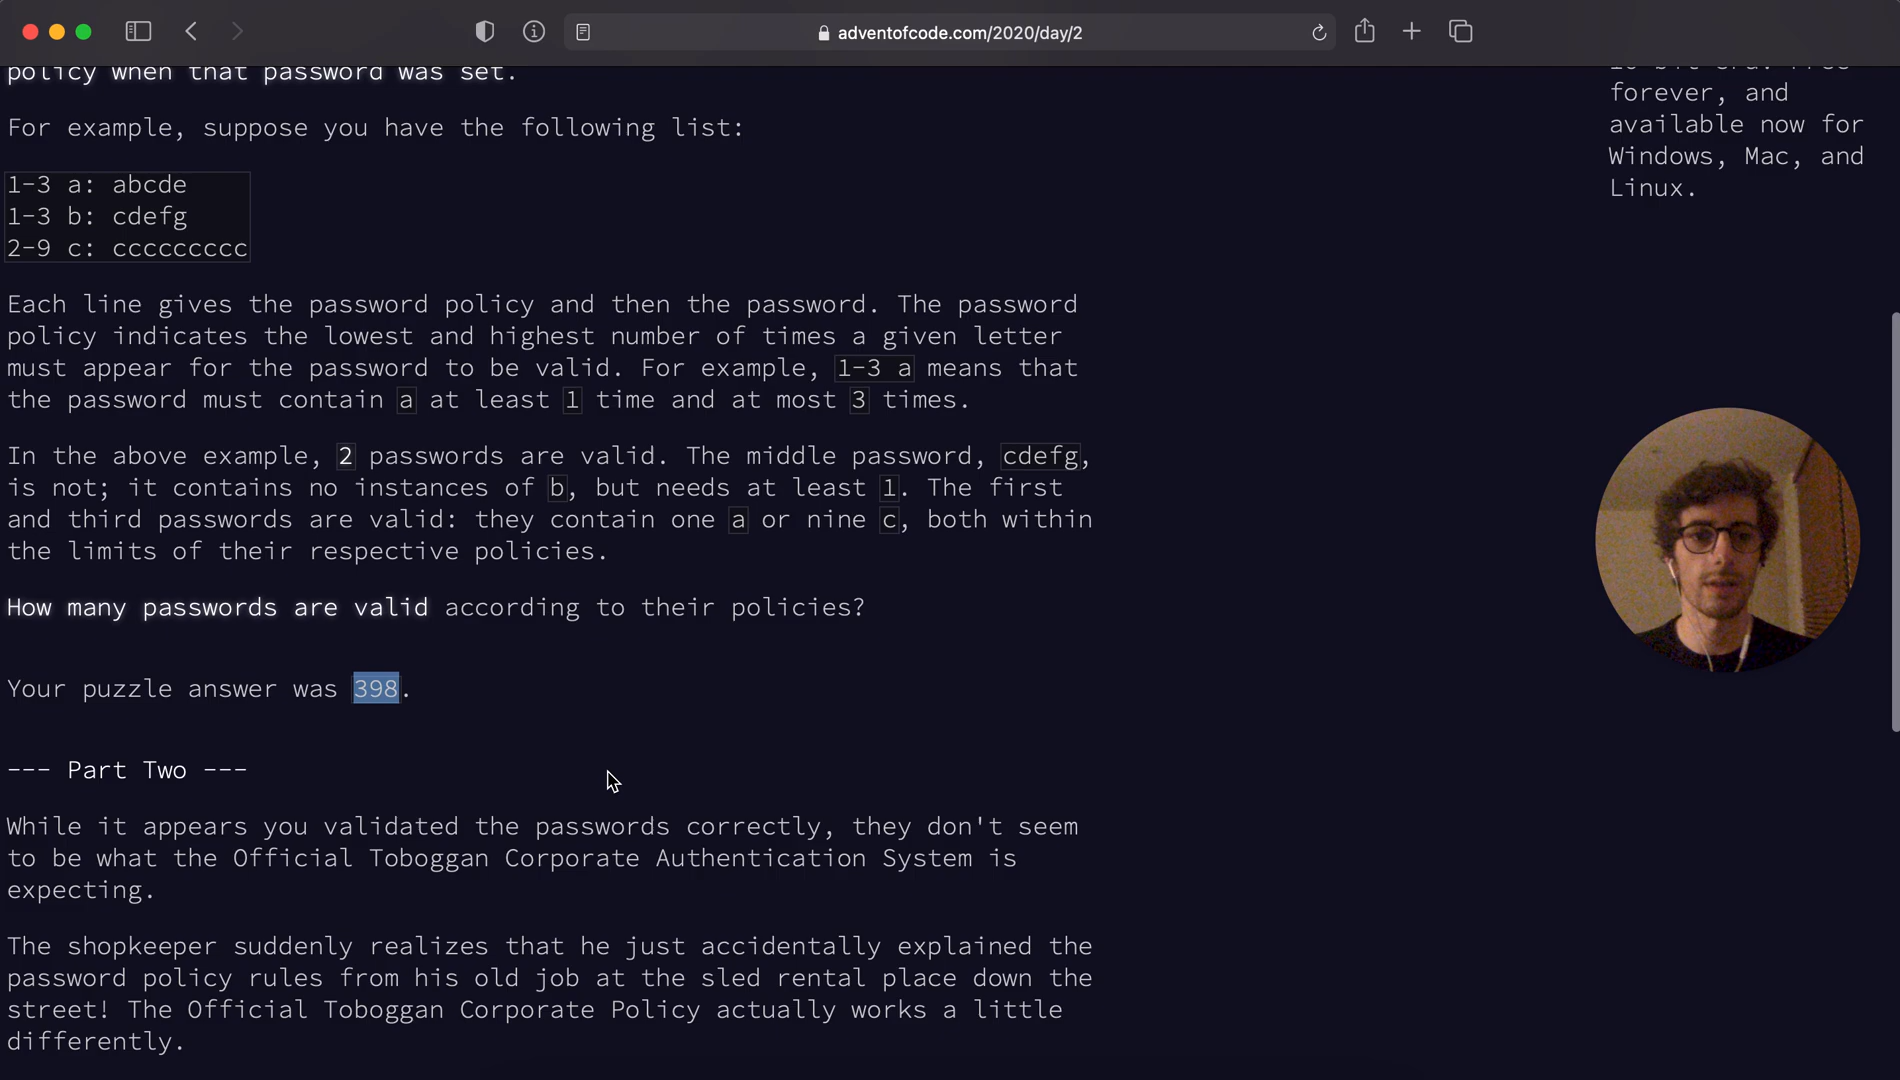 adventofcode.com/2020/day/2
policy when that password was set.
For example, suppose you have the following list:
1-3 a: abcde
1-3 b: cdefg
2-9 c: ccccccccc
Each line gives the password policy and then the password. The password
policy indicates the lowest and highest number of times a given letter
must appear for the password to be valid. For example, 1-3 a means that
the password must contain a at least 1 time and at most 3 times.
In the above example, 2 passwords are valid. The middle password, cdefg,
is not; it contains no instances of b, but needs at least 1. The first
and third passwords are valid: they contain one a or nine c, both within
the limits of their respective policies.
How many passwords are valid according to their policies?
Your puzzle answer was 398.
--- Part Two ---
While it appears you validated the passwords correctly, they don't seem
to be what the Official Toboggan Corporate Authentication System is
expecting.
The shopkeeper suddenly realizes that he just accidentally explained the
password policy rules from his old job at the sled rental place down the
street! The Official Toboggan Corporate Policy actually works a little
differently.
forever, and
available now for
Windows, Mac, and
Linux.